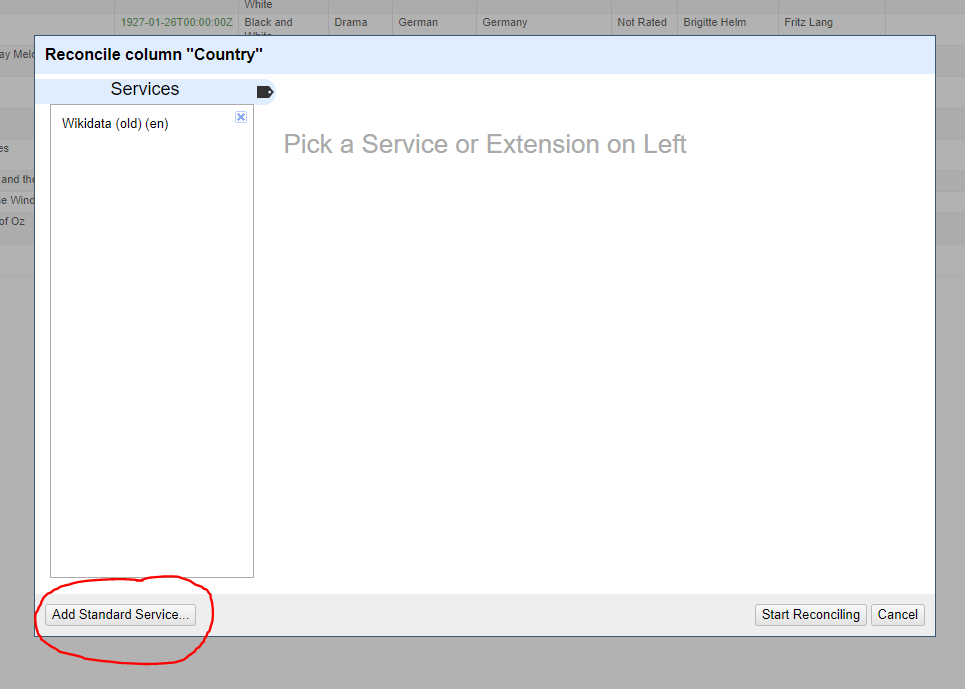 White
1927-01-26T00:00:00Z Black and Drama German Germany Not Rated Brigitte Helm Fritz Lang
White
Reconcile column "Country"
ay Melo
Services
Pick a Service or Extension on Left
Wikidata (old) (en)
es
and the
e Wind
of Oz
Add Standard Service... Start Reconciling Cancel